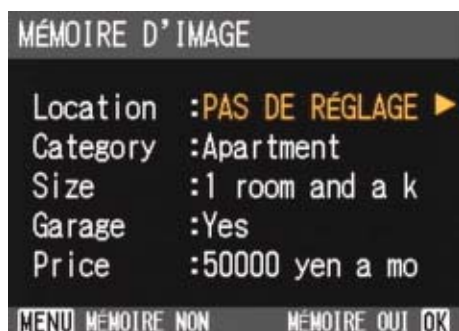 MÉMOIRE D'IMAGE
Location :PAS DE RÉGLAGE ▶
Category :Apartment
Size :1 room and a k
Garage :Yes
Price :50000 yen a mo
MENU MÉMOIRE NON MÉMOIRE OUI OK